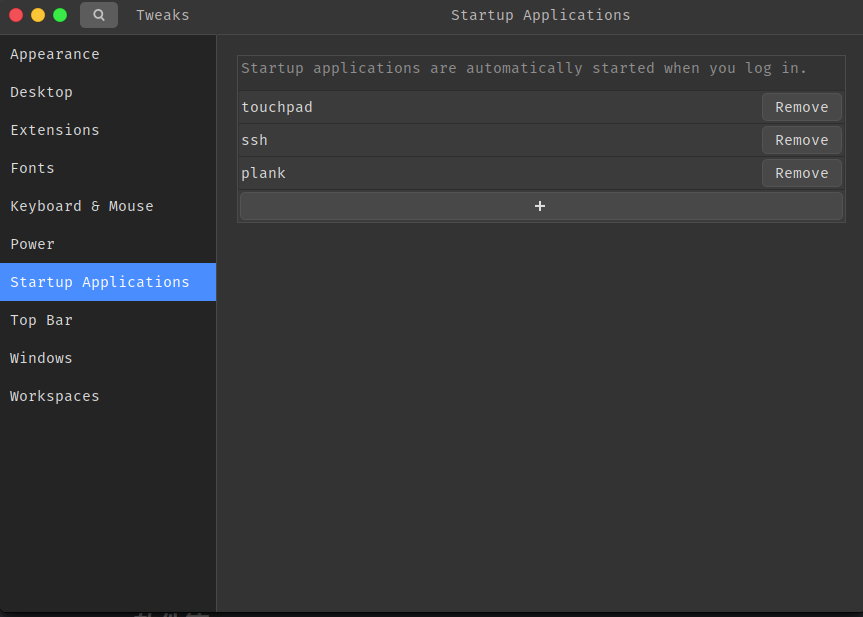 Tweaks
Startup Applications
Appearance
Desktop
Extensions
Fonts
Keyboard & Mouse
Power
Startup Applications
Top Bar
Windows
Workspaces
Startup applications are automatically started when you log in.
touchpad Remove
ssh Remove
plank Remove
+